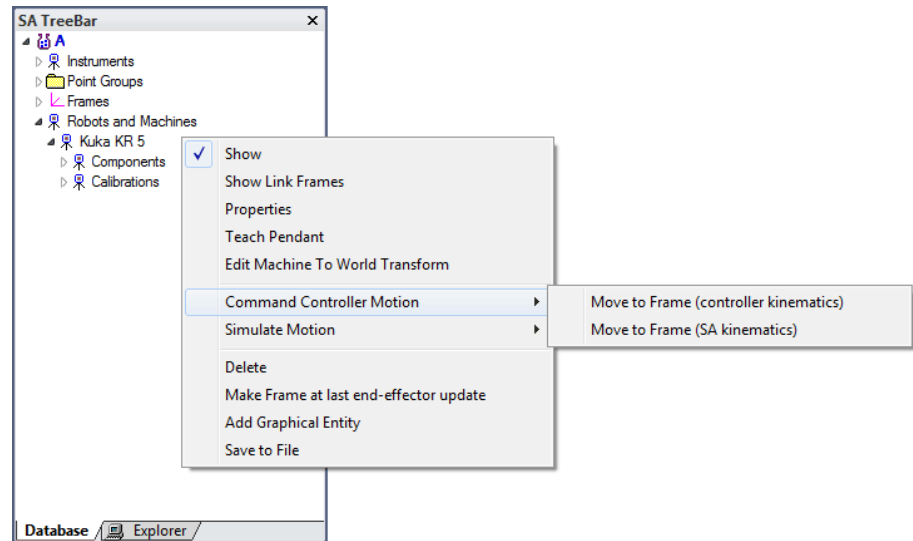 SA TreeBar
A
Instruments
Point Groups
Frames
Robots and Machines
Kuka KR 5
Components
Calibrations
Show
Show Link Frames
Properties
Teach Pendant
Edit Machine To World Transform
Command Controller Motion
Simulate Motion
Delete
Make Frame at last end-effector update
Add Graphical Entity
Save to File
Move to Frame (controller kinematics)
Move to Frame (SA kinematics)
Database
Explorer